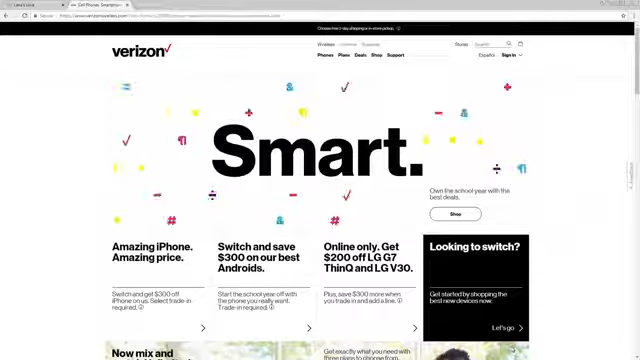 Choose free 2-day shipping or in-store pickup.
verizon✓
Wireless
Stores
Search
Phones Plans Deals Shop Support
Español Sign In
Smart.
Own the school year with the
best deals.
Shop
Amazing iPhone.
Amazing price.
Switch and get $300 off
iPhone on us. Select trade-in
required.
Switch and save
$300 on our best
Androids.
Start the school year off with
the phone you really want.
Trade-in required.
Online only. Get
$200 off LG G7
ThinQ and LG V30.
Plus, save $300 more when
you trade in and add a line.
Looking to switch?
Get started by shopping the
best new devices now.
Let's go
Now mix and
Get exactly what you need with
three plans to choose from.